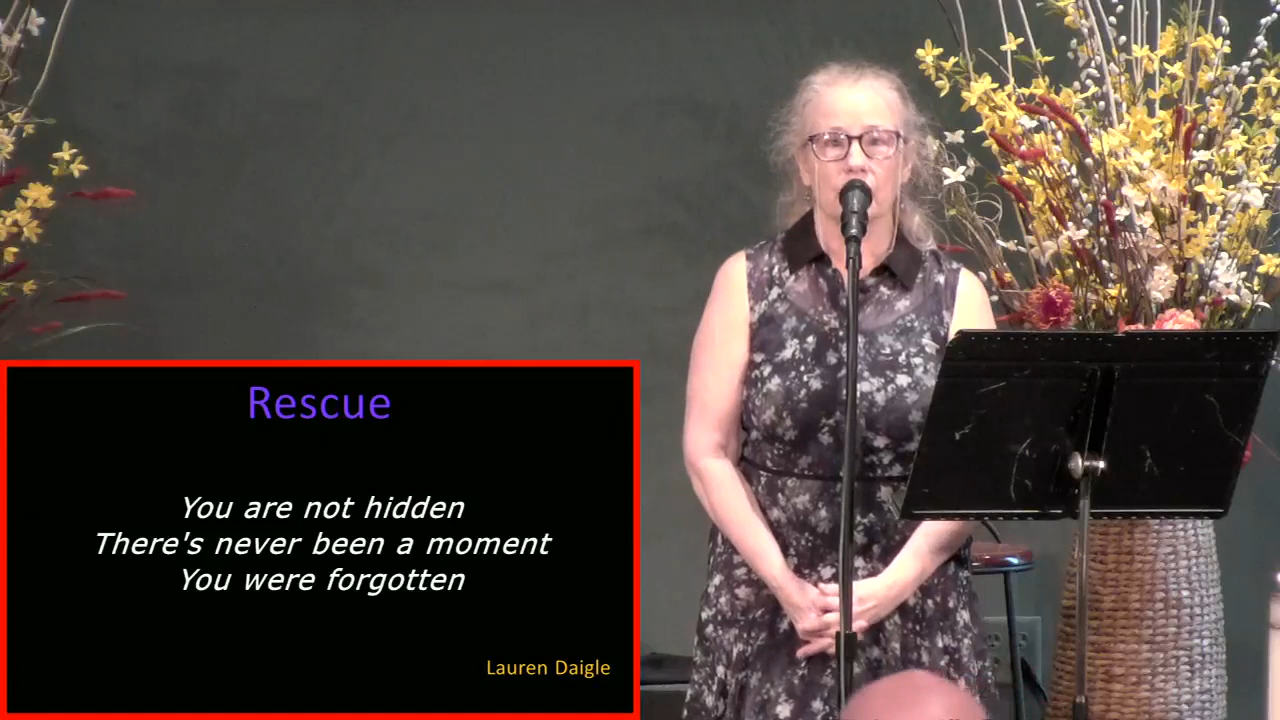 Rescue
You are not hidden
There's never been a moment
You were forgotten
Lauren Daigle